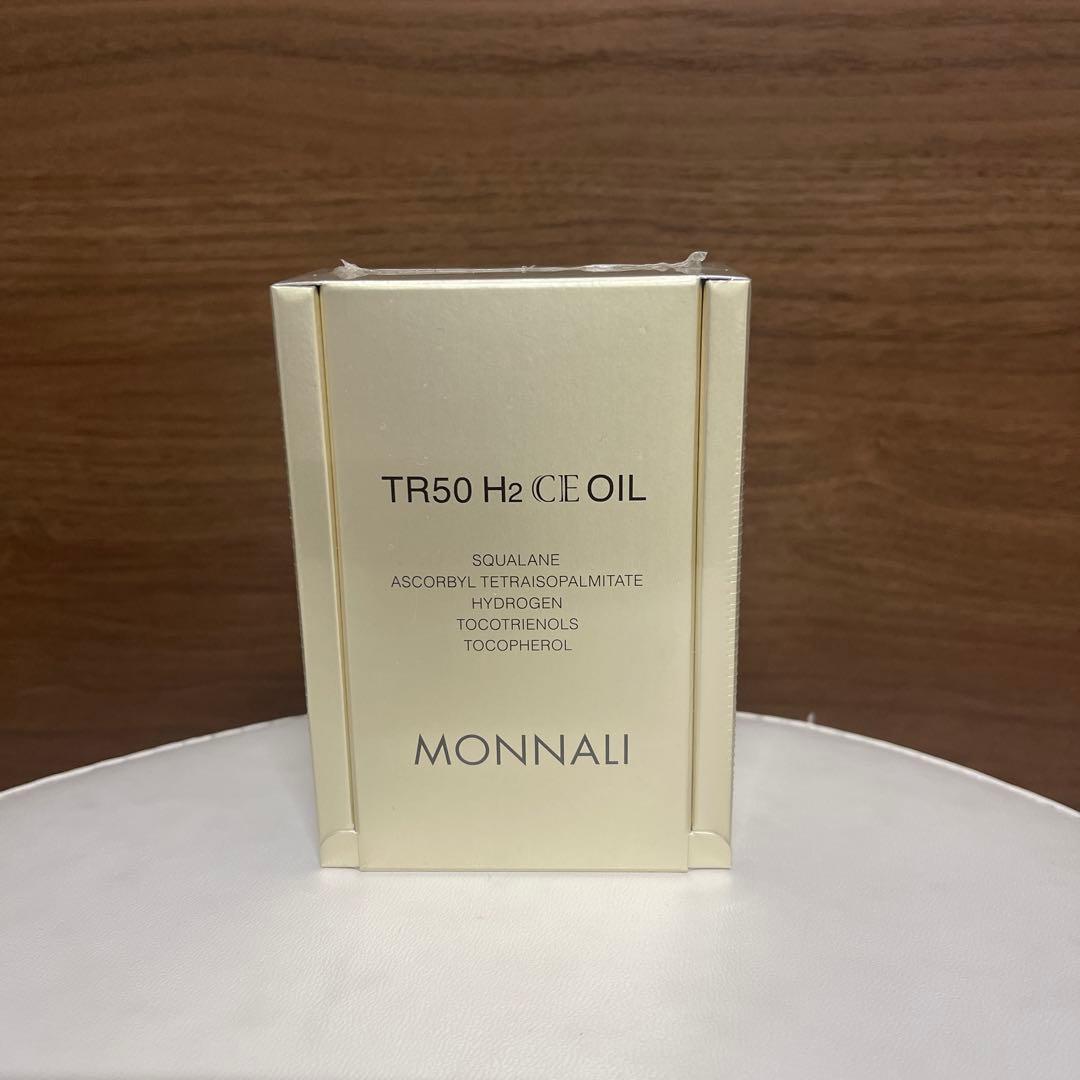 TR50 H2 CE OIL
SQUALANE
ASCORBYL TETRAISOPALMITATE
HYDROGEN
TOCOTRIENOLS
TOCOPHEROL
MONNALI